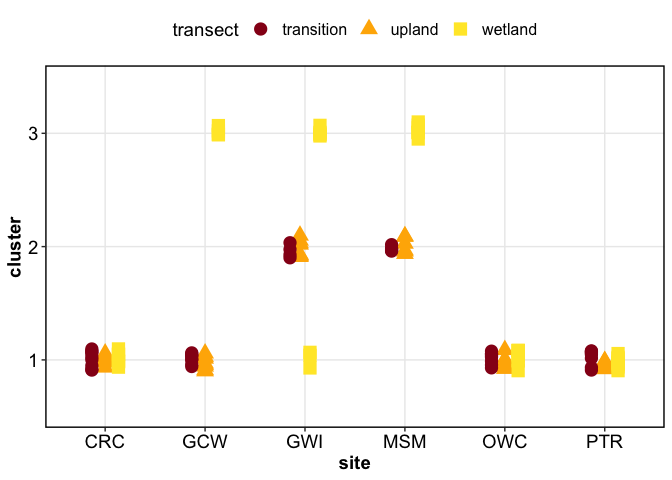 transect transition upland wetland
3
2
1
cluster
CRC GCW GWI MSM OWC PTR
site